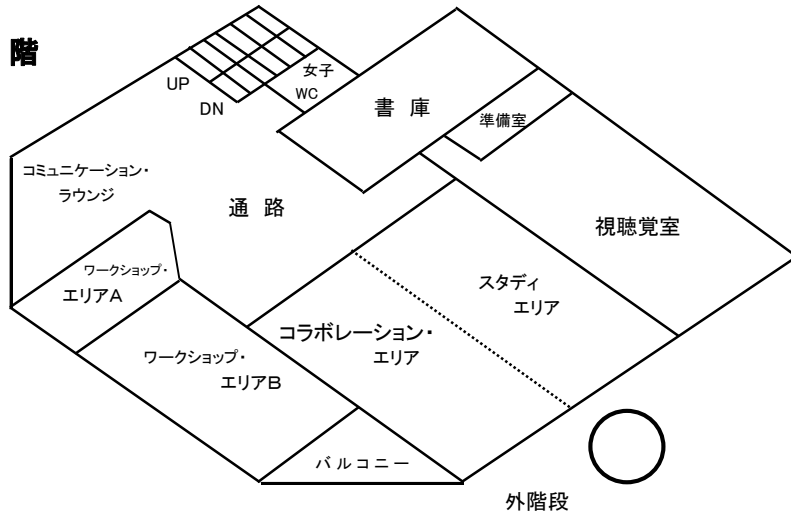 階
UP
DN
女子
WC
書 庫
準備室
コミュニケーション・
ラウンジ
通 路
視聴覚室
ワークショップ・
エリアA
スタディ
エリア
コラボレーション・
エリア
ワークショップ・
エリアB
バルコニー
外階段